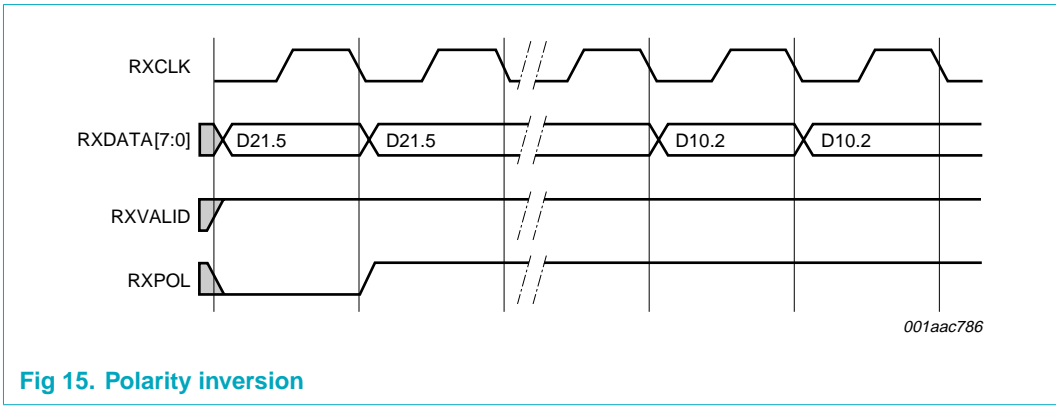 RXCLK
RXDATA[7:0] D21.5 D21.5 D10.2 D10.2
RXVALID
RXPOL
001aac786
Fig 15. Polarity inversion